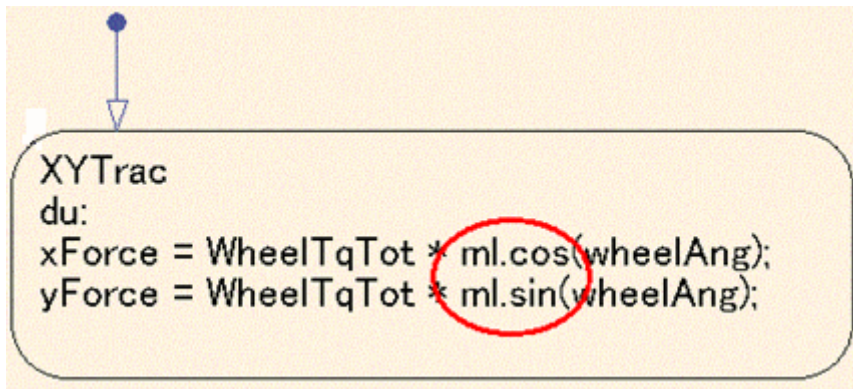 XYTrac
du:
xForce = WheelTqTot * ml.cos(wheelAng);
yForce = WheelTqTot * ml.sin(wheelAng);